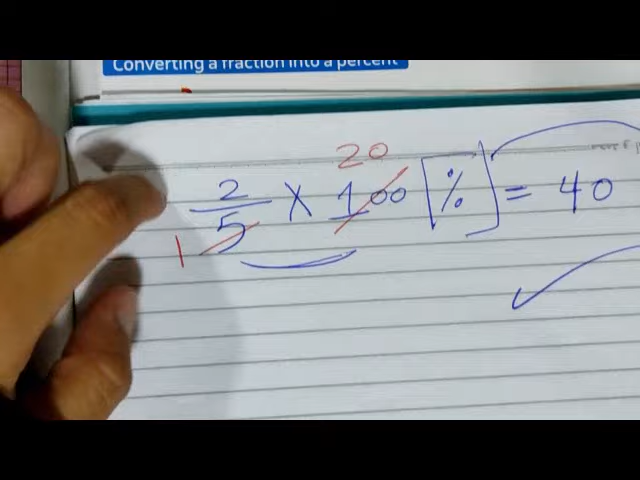 Converting a fraction into a percent
20
2/5 X 100 [%] = 40
1